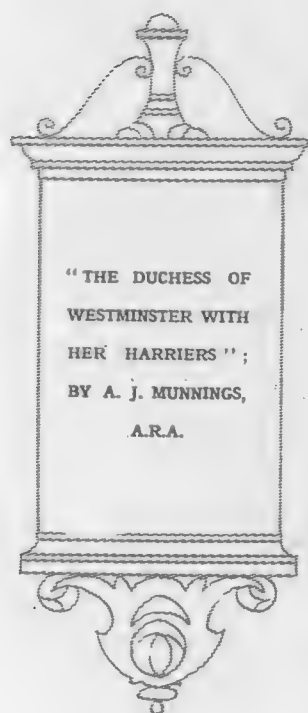 “ THE DUCHESS OF
WESTMINSTER WITH
HER HARRIERS ” ;
BY A. J. MUNNINGS,
A.R.A.